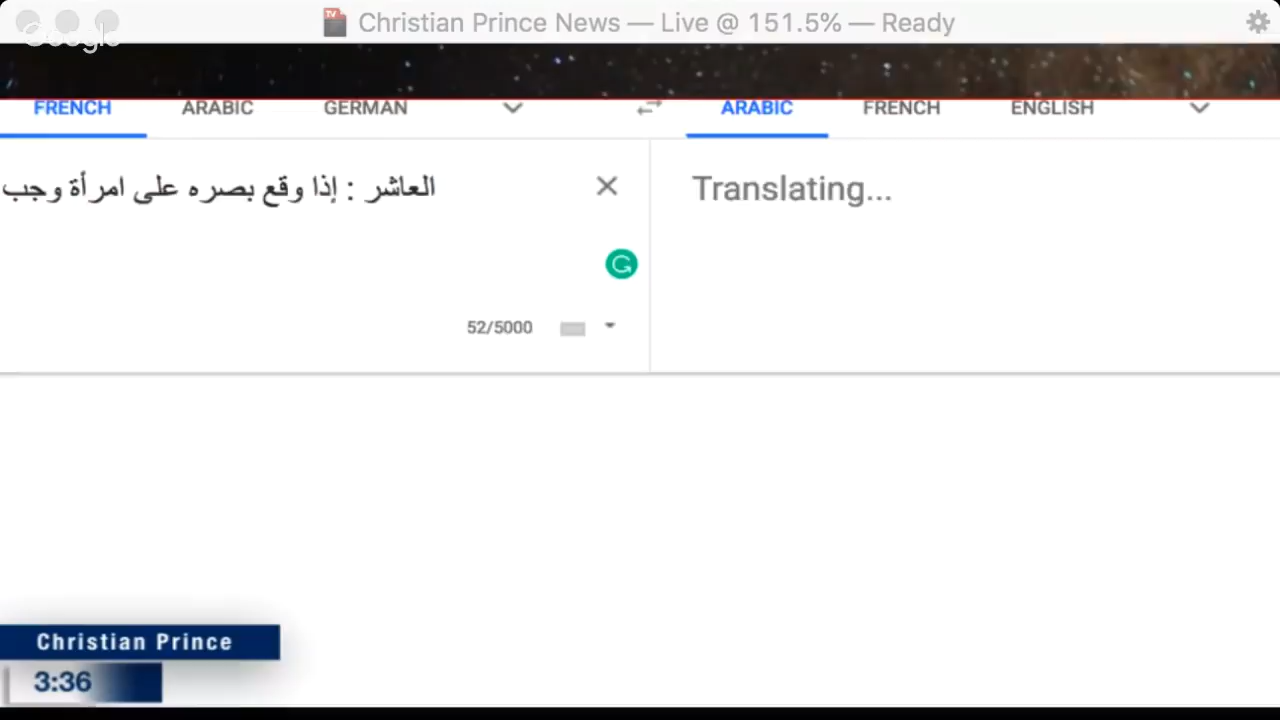 Christian Prince News — Live @ 151.5% — Ready
Google
FRENCH ARABIC GERMAN ARABIC FRENCH ENGLISH
العاشر : إذا وقع بصره على امرأة وجب
Translating...
52/5000
Christian Prince
3:36